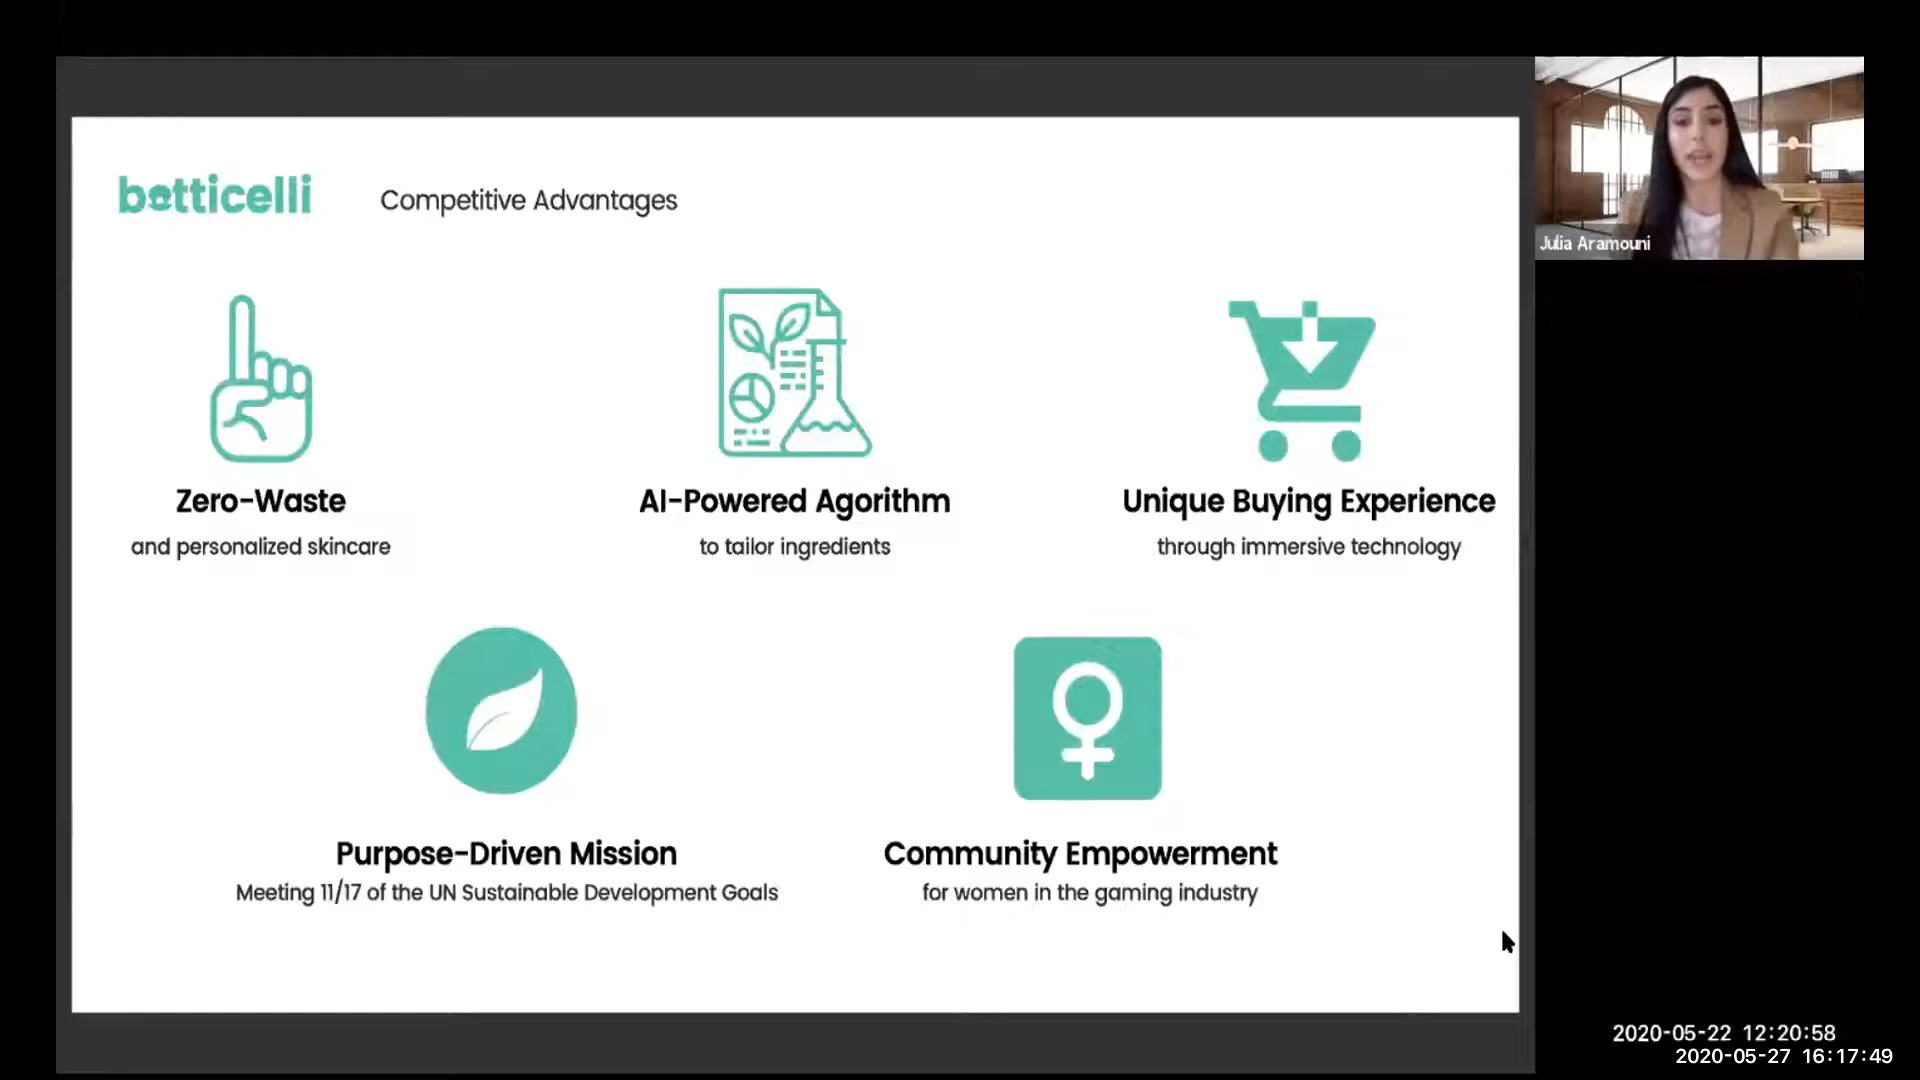 botticelli
Competitive Advantages
Julia Aramouni
Zero-Waste
and personalized skincare
AI-Powered Agorithm
to tailor ingredients
Unique Buying Experience
through immersive technology
Purpose-Driven Mission
Meeting 11/17 of the UN Sustainable Development Goals
Community Empowerment
for women in the gaming industry
2020-05-22 12:20:58
2020-05-27 16:17:49